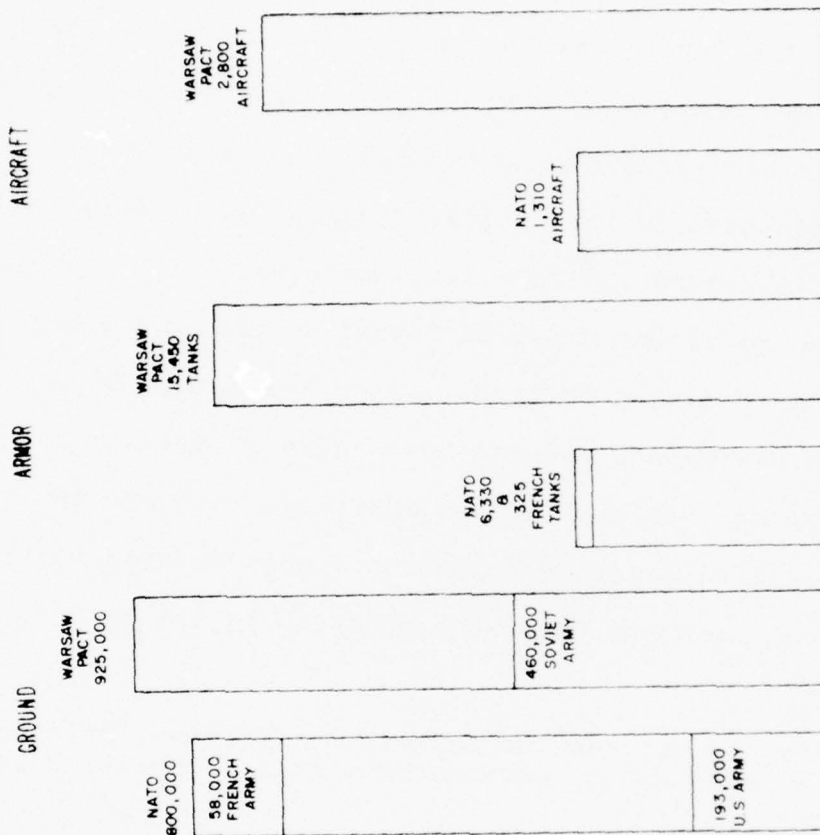 GROUND
ARMOR
AIRCRAFT
NATO
800,000
58,000
FRENCH
ARMY
193,000
U.S ARMY
WARSAW
PACT
925,000
460,000
SOVIET
ARMY
NATO
6,330
&
325
FRENCH
TANKS
WARSAW
PACT
15,450
TANKS
NATO
1,310
AIRCRAFT
WARSAW
PACT
2,800
AIRCRAFT